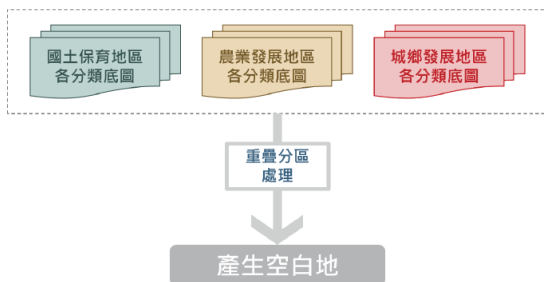 國土保育地區
各分類底圖
農業發展地區
各分類底圖
城鄉發展地區
各分類底圖
重疊分區
處理
產生空白地